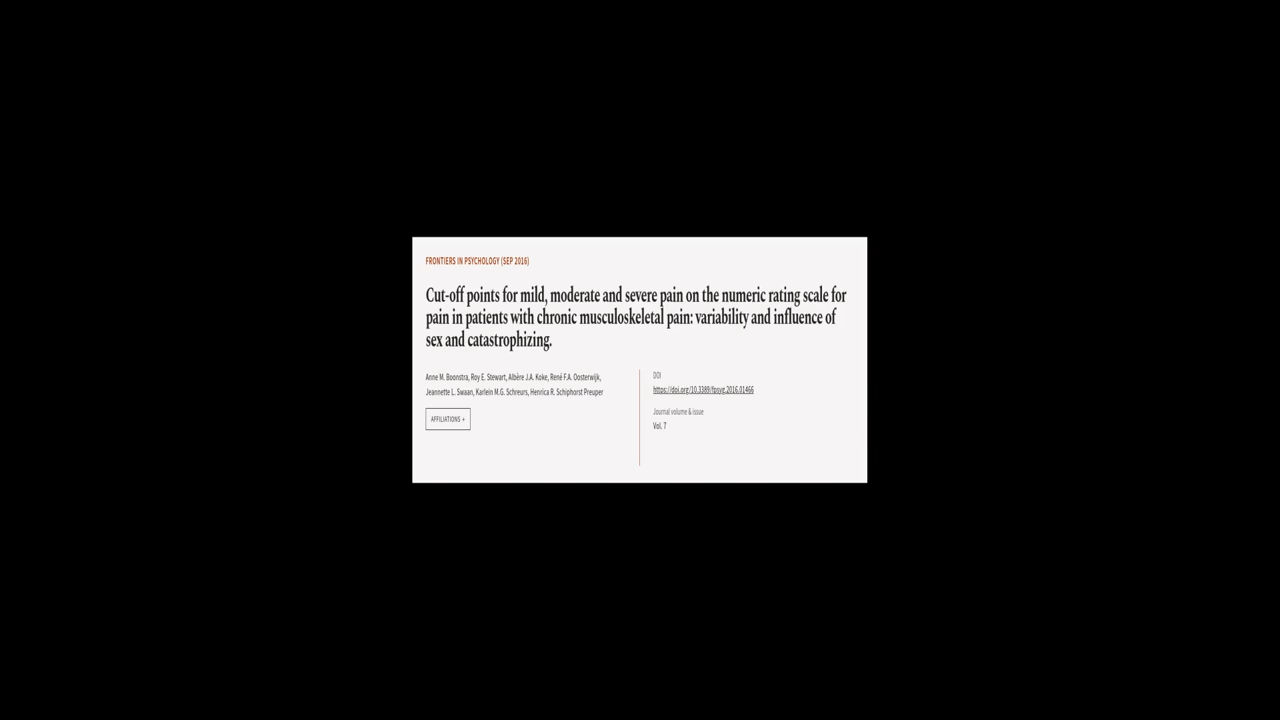 FRONTIERS IN PSYCHOLOGY (SEP 2016)
Cut-off points for mild, moderate and severe pain on the numeric rating scale for
pain in patients with chronic musculoskeletal pain: variability and influence of
sex and catastrophizing.
Anne M. Boonstra, Roy E. Stewart, Albère J.A. Koke, René F.A. Oosterwijk,
Jeannette L. Swaan, Karlein M.G. Schreurs, Henrica R. Schiphorst Preuper
AFFILIATIONS +
DOI
https://doi.org/10.3389/fpsyg.2016.01466
Journal volume & issue
Vol. 7